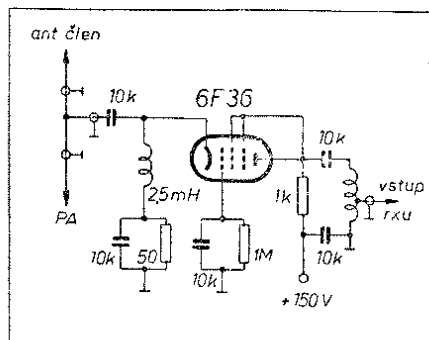 ant člen
10k
6F36
10k
2,5mH
1k
vstup
rxu
PA
10k
50
10k
1M
10k
+150V